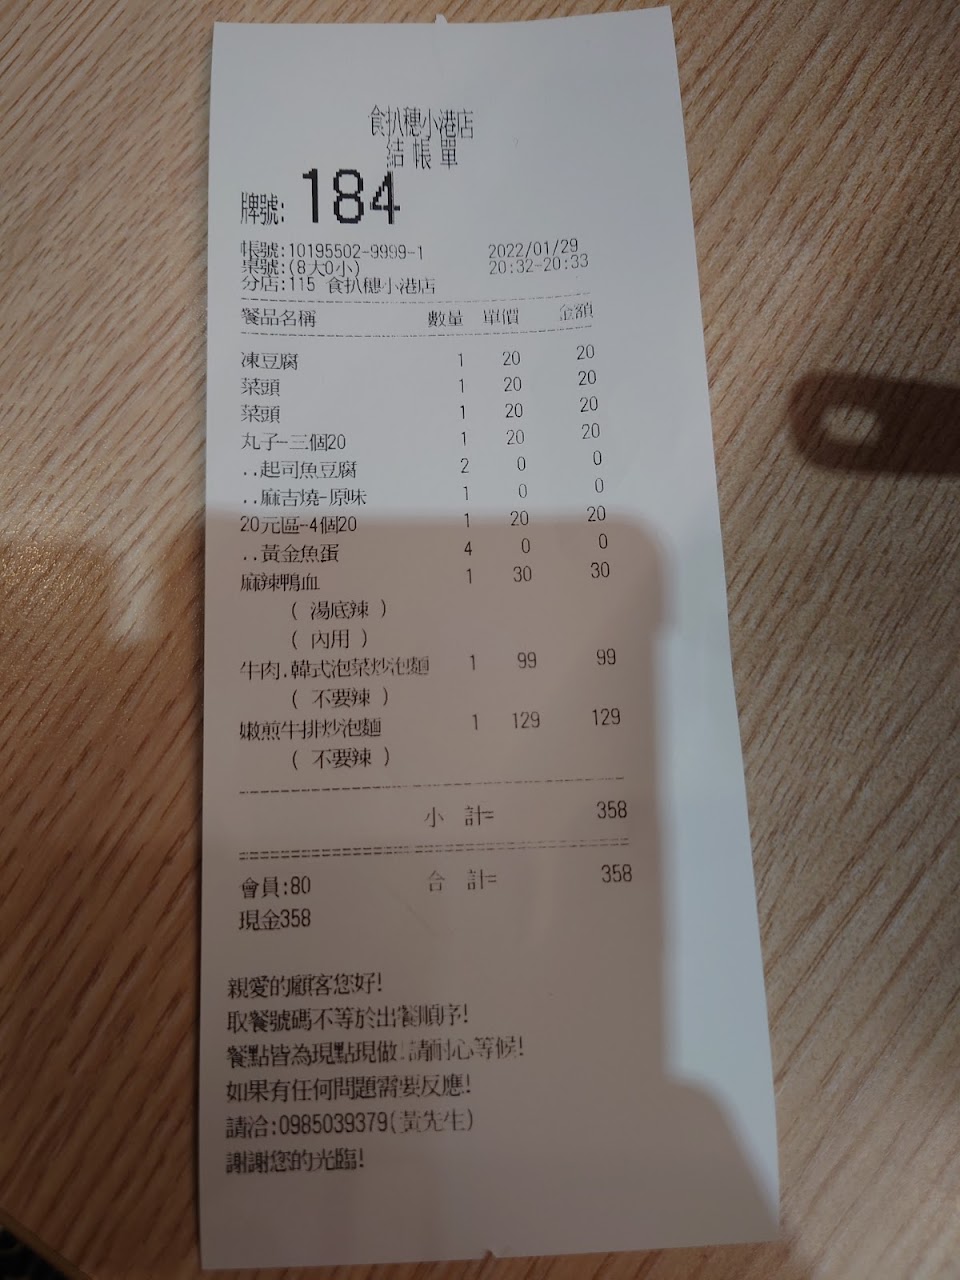 食扒穗小港店
結帳單
牌號: 184
帳號:10195502-9999-1 2022/01/29
桌號:(8大0小) 20:32-20:33
分店:115 食扒穗小港店
餐品名稱 數量 單價 金額
凍豆腐 1 20 20
菜頭 1 20 20
菜頭 1 20 20
丸子-三個20 1 20 20
..起司魚豆腐 2 0 0
..麻吉燒-原味 1 0 0
20元區-4個20 1 20 20
..黃金魚蛋 4 0 0
麻辣鴨血 1 30 30
( 湯底辣 )
( 內用 )
牛肉.韓式泡菜炒泡麵 1 99 99
( 不要辣 )
嫩煎牛排炒泡麵 1 129 129
( 不要辣 )
小 計= 358
會員:80 合 計= 358
現金358
親愛的顧客您好!
取餐號碼不等於出餐順序!
餐點皆為現點現做!請耐心等候!
如果有任何問題需要反應!
請洽:0985039379(黃先生)
謝謝您的光臨!